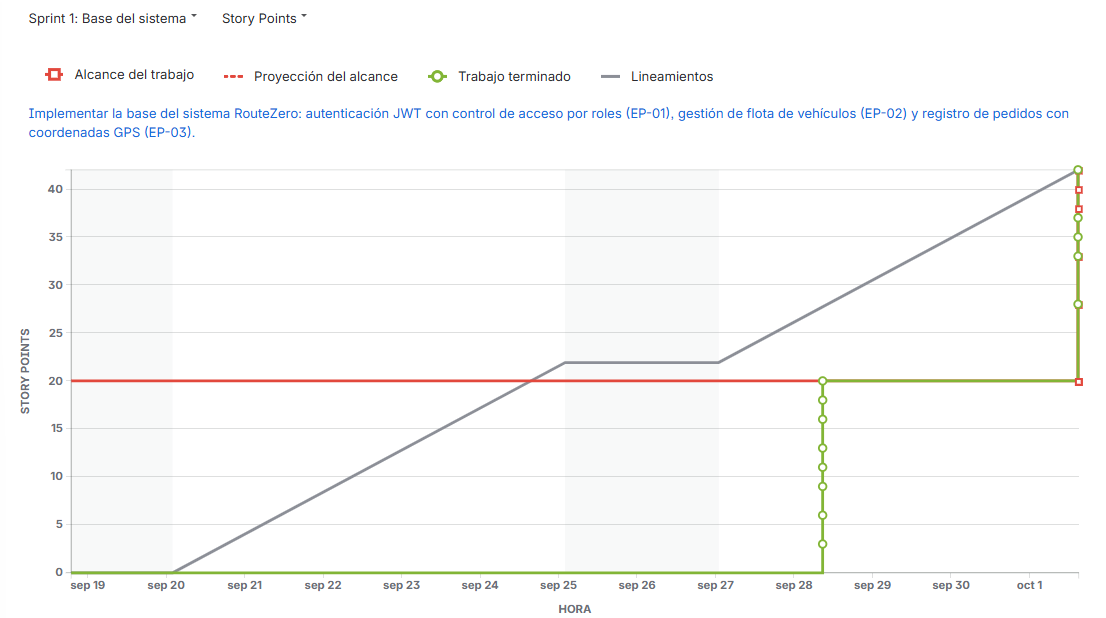 Sprint 1: Base del sistema Story Points
Alcance del trabajo Proyección del alcance Trabajo terminado Lineamientos
Implementar la base del sistema RouteZero: autenticación JWT con control de acceso por roles (EP-01), gestión de flota de vehículos (EP-02) y registro de pedidos con
coordenadas GPS (EP-03).
40
35
30
25
20
15
10
5
0
STORY POINTS
sep 19 sep 20 sep 21 sep 22 sep 23 sep 24 sep 25 sep 26 sep 27 sep 28 sep 29 sep 30 oct 1
HORA